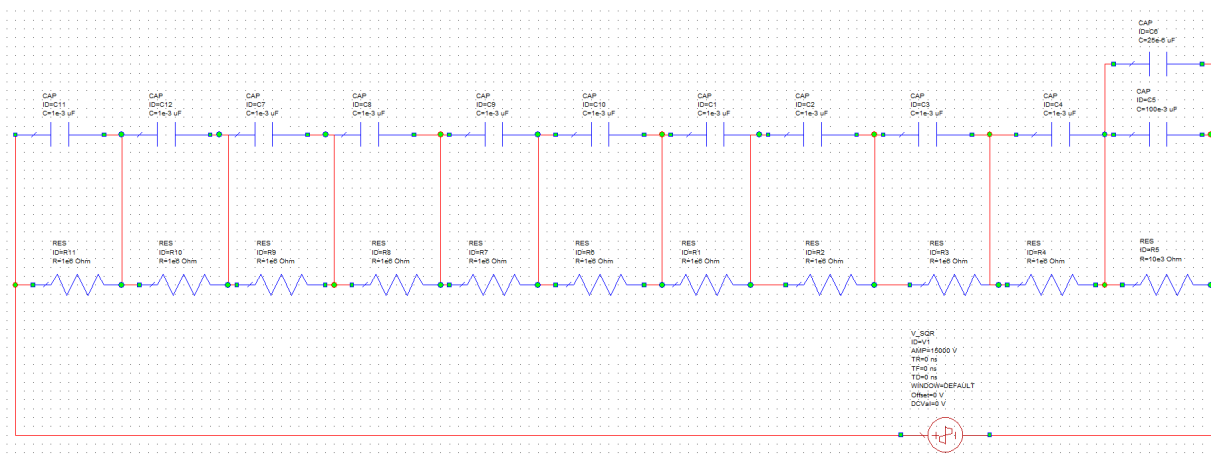 CAP
ID=C6
C=25e-6 uF
CAP
ID=C11
C=1e-3 uF
CAP
ID=C12
C=1e-3 uF
CAP
ID=C7
C=1e-3 uF
CAP
ID=C8
C=1e-3 uF
CAP
ID=C9
C=1e-3 uF
CAP
ID=C10
C=1e-3 uF
CAP
ID=C1
C=1e-3 uF
CAP
ID=C2
C=1e-3 uF
CAP
ID=C3
C=1e-3 uF
CAP
ID=C4
C=1e-3 uF
CAP
ID=C5
C=100e-3 uF
RES
ID=R11
R=1e6 Ohm
RES
ID=R10
R=1e6 Ohm
RES
ID=R9
R=1e6 Ohm
RES
ID=R8
R=1e6 Ohm
RES
ID=R7
R=1e6 Ohm
RES
ID=R6
R=1e6 Ohm
RES
ID=R1
R=1e6 Ohm
RES
ID=R2
R=1e6 Ohm
RES
ID=R3
R=1e6 Ohm
RES
ID=R4
R=1e6 Ohm
RES
ID=R5
R=10e3 Ohm
V_SQR
ID=V1
AMP=15000 V
TR=0 ns
TF=0 ns
TD=0 ns
WINDOW=DEFAULT
Offset=0 V
DCVal=0 V